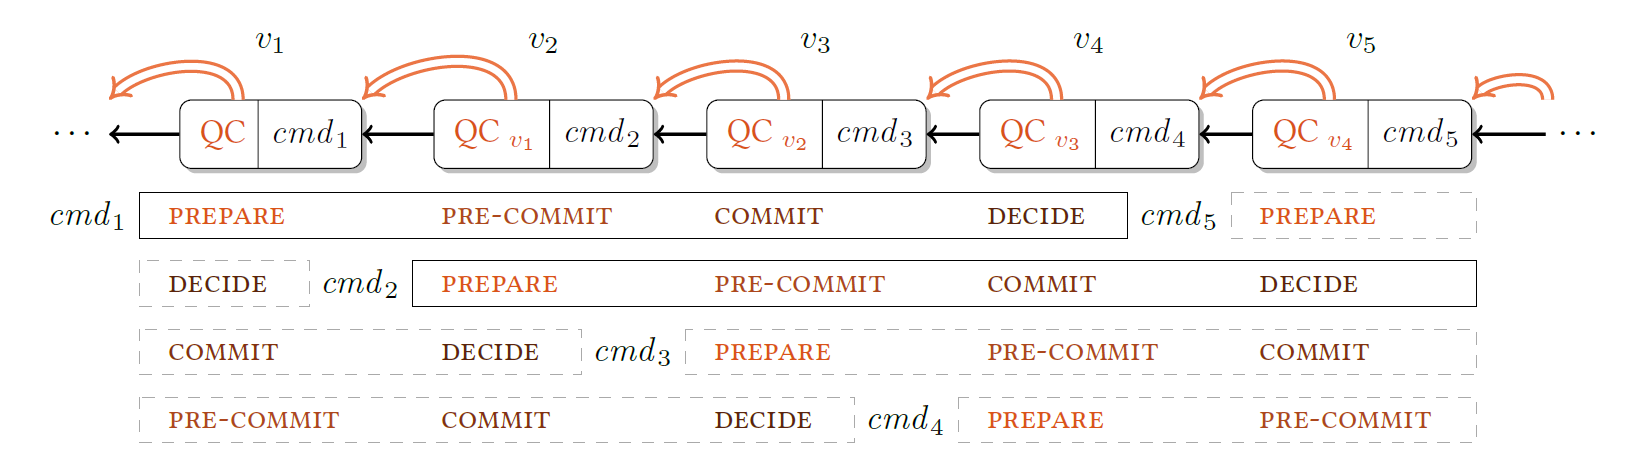 v1 v2 v3 v4 v5
··· QC cmd1 QC v1 cmd2 QC v2 cmd3 QC v3 cmd4 QC v4 cmd5 ···
cmd1 PREPARE PRE-COMMIT COMMIT DECIDE cmd5 PREPARE
DECIDE cmd2 PREPARE PRE-COMMIT COMMIT DECIDE
COMMIT DECIDE cmd3 PREPARE PRE-COMMIT COMMIT
PRE-COMMIT COMMIT DECIDE cmd4 PREPARE PRE-COMMIT